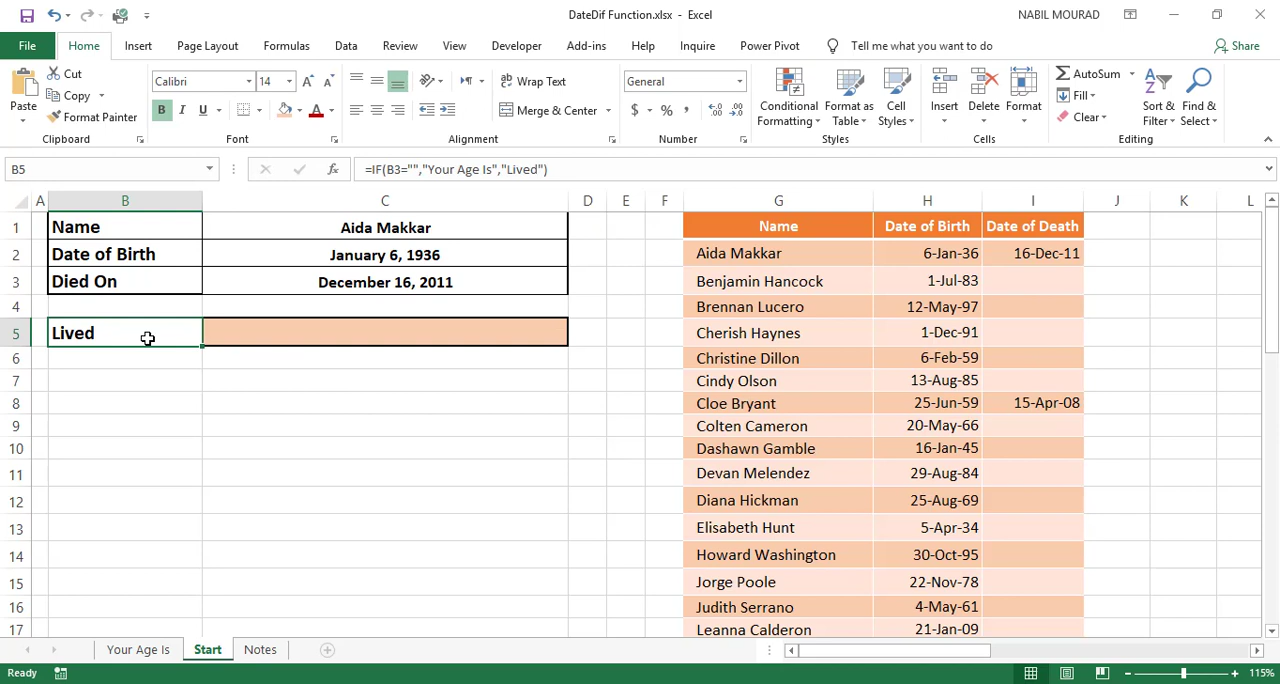 DateDif Function.xlsx - Excel
NABIL MOURAD
File Home Insert Page Layout Formulas Data Review View Developer Add-ins Help Inquire Power Pivot Tell me what you want to do Share
Paste
Cut
Copy
Format Painter
Clipboard
Calibri 14
B I U A
Font
Wrap Text
Merge & Center
Alignment
General
$ % ,
Number
Conditional Formatting
Format as Table
Cell Styles
Styles
Insert Delete Format
Cells
AutoSum
Fill
Clear
Sort & Filter
Find & Select
Editing
B5 fx =IF(B3="","Your Age Is","Lived")
A B C D E F G H I J K L
1 Name Aida Makkar Name Date of Birth Date of Death
2 Date of Birth January 6, 1936 Aida Makkar 6-Jan-36 16-Dec-11
3 Died On December 16, 2011 Benjamin Hancock 1-Jul-83
4 Brennan Lucero 12-May-97
5 Lived Cherish Haynes 1-Dec-91
6 Christine Dillon 6-Feb-59
7 Cindy Olson 13-Aug-85
8 Cloe Bryant 25-Jun-59 15-Apr-08
9 Colten Cameron 20-May-66
10 Dashawn Gamble 16-Jan-45
11 Devan Melendez 29-Aug-84
12 Diana Hickman 25-Aug-69
13 Elisabeth Hunt 5-Apr-34
14 Howard Washington 30-Oct-95
15 Jorge Poole 22-Nov-78
16 Judith Serrano 4-May-61
17 Leanna Calderon 21-Jan-09
Your Age Is Start Notes
Ready 115%